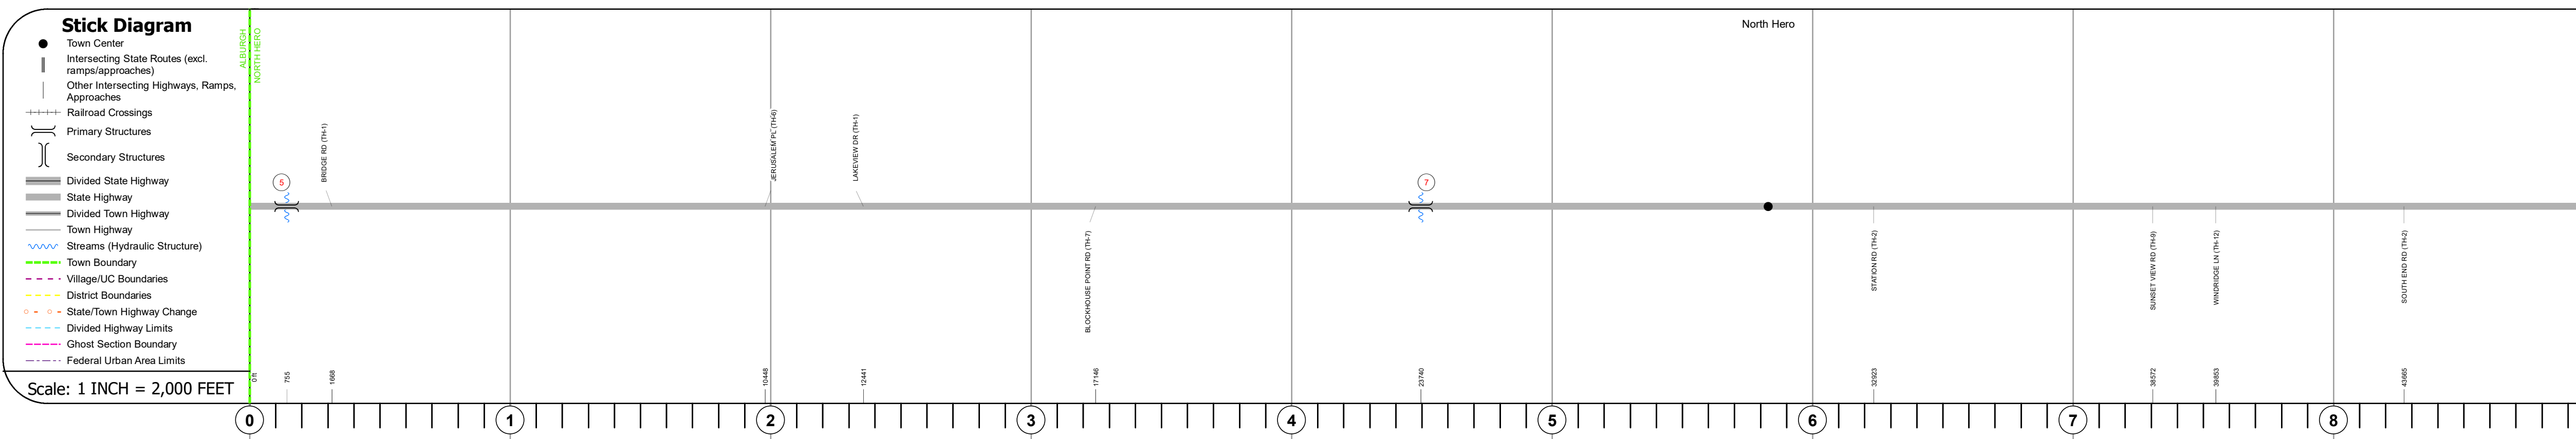 Stick Diagram
Town Center
Intersecting State Routes (excl.
ramps/approaches)
Other Intersecting Highways, Ramps,
Approaches
Railroad Crossings
Primary Structures
Secondary Structures
Divided State Highway
State Highway
Divided Town Highway
Town Highway
Streams (Hydraulic Structure)
Town Boundary
Village/UC Boundaries
District Boundaries
State/Town Highway Change
Divided Highway Limits
Ghost Section Boundary
Federal Urban Area Limits
Scale: 1 INCH = 2,000 FEET
ALBURGH
NORTH HERO
North Hero
5
BRIDGE RD (TH-1)
JERUSALEM PL (TH-6)
LAKEVIEW DR (TH-1)
BLOCKHOUSE POINT RD (TH-7)
7
STATION RD (TH-2)
SUNSET VIEW RD (TH-9)
WINDRIDGE LN (TH-12)
SOUTH END RD (TH-2)
0 ft
755
1668
10448
12441
17146
23740
32923
38572
39853
43665
0
1
2
3
4
5
6
7
8